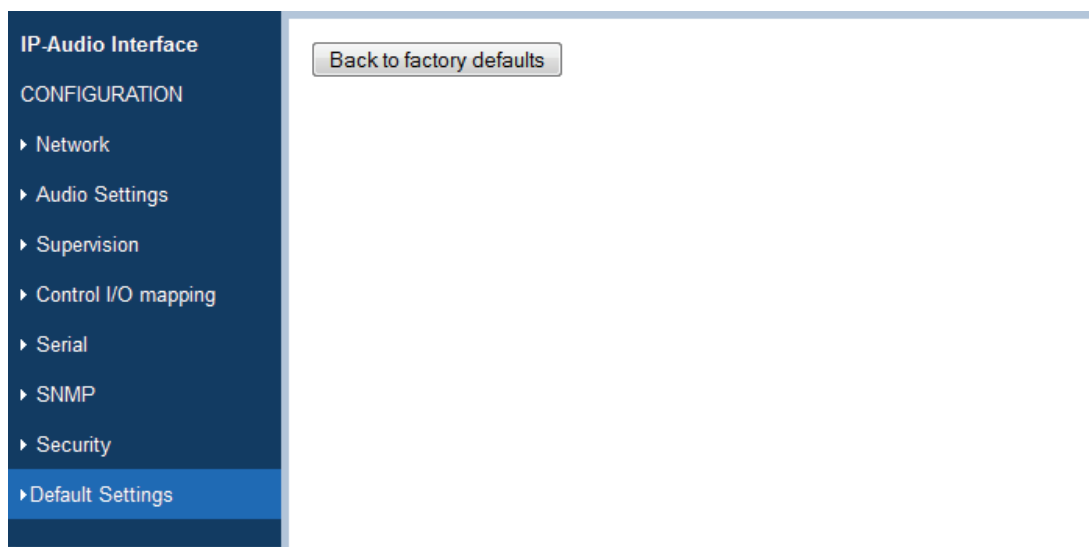 IP-Audio Interface
CONFIGURATION
Network
Audio Settings
Supervision
Control I/O mapping
Serial
SNMP
Security
Default Settings
Back to factory defaults